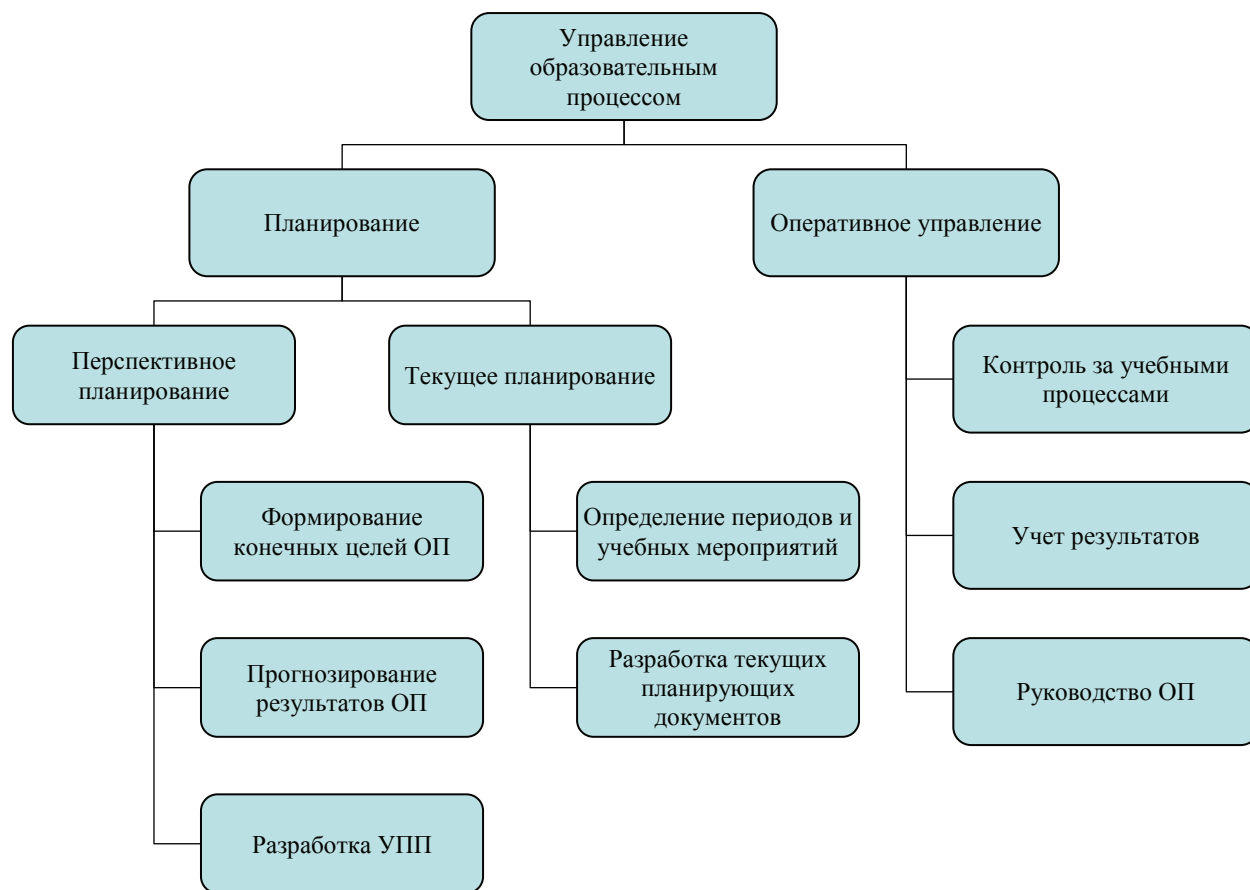 Управление
образовательным
процессом
Планирование
Оперативное управление
Перспективное
планирование
Текущее планирование
Контроль за учебными
процессами
Формирование
конечных целей ОП
Определение периодов и
учебных мероприятий
Учет результатов
Прогнозирование
результатов ОП
Разработка текущих
планирующих
документов
Руководство ОП
Разработка УПП